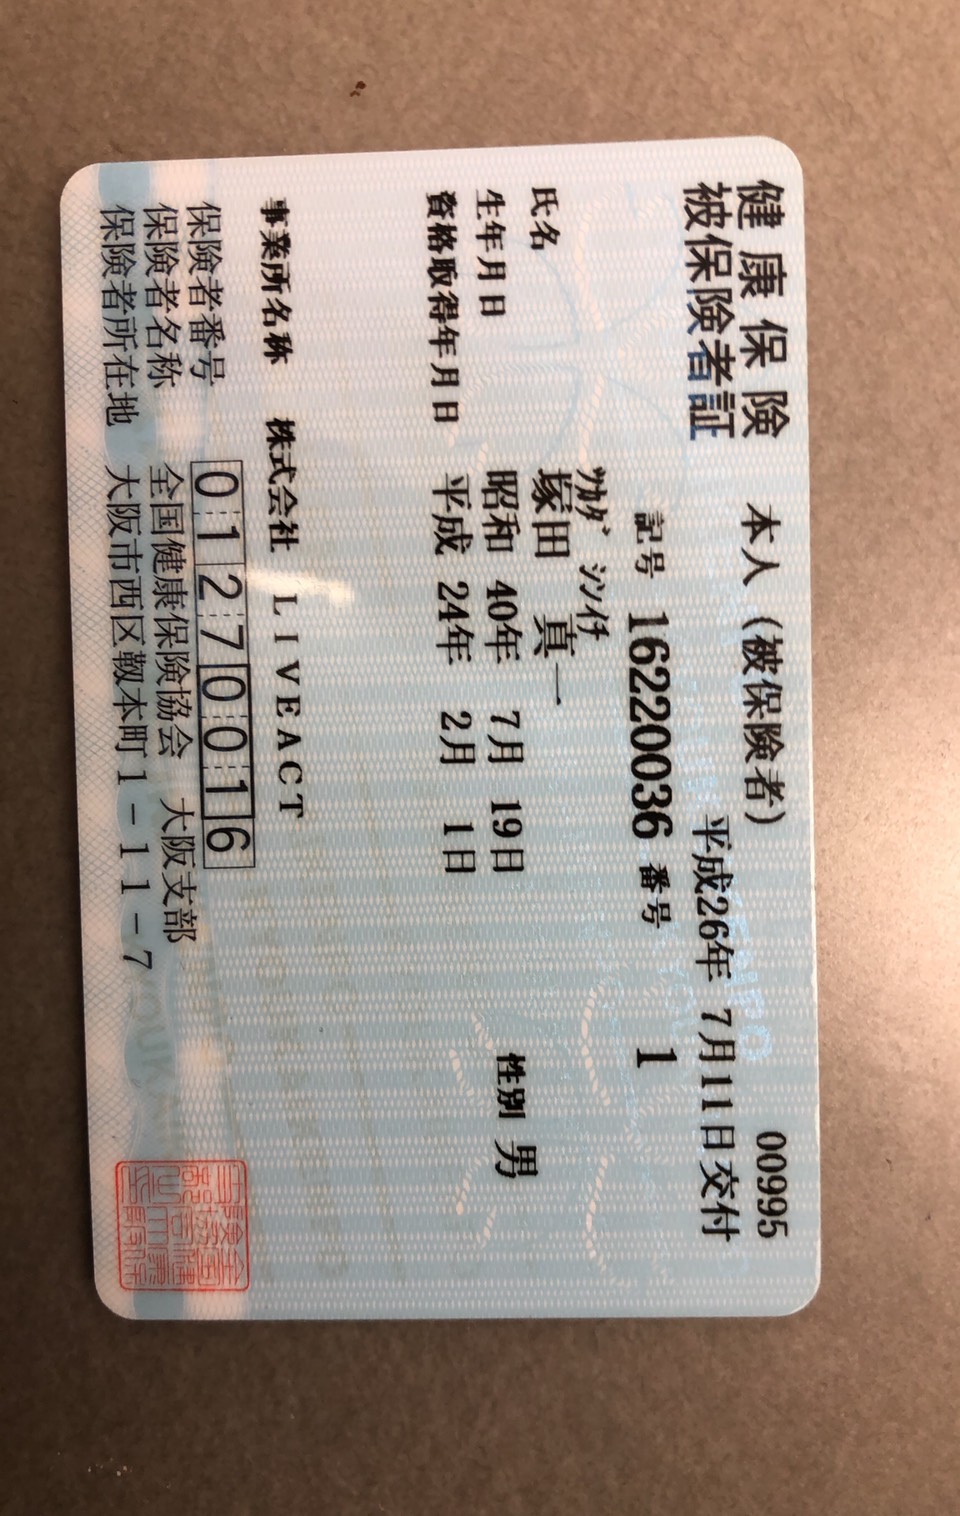 健康保険 本人(被保険者) 00995
被保険者証 平成26年 7月11日交付
記号 16220036 番号 1
ツカダ シンイチ
氏名 塚田 真一
生年月日 昭和 40年 7月 19日 性別 男
資格取得年月日 平成 24年 2月 1日
事業所名称 株式会社 LIVEACT
保険者番号 01270016
保険者名称 全国健康保険協会 大阪支部
保険者所在地 大阪市西区靱本町1-11-7